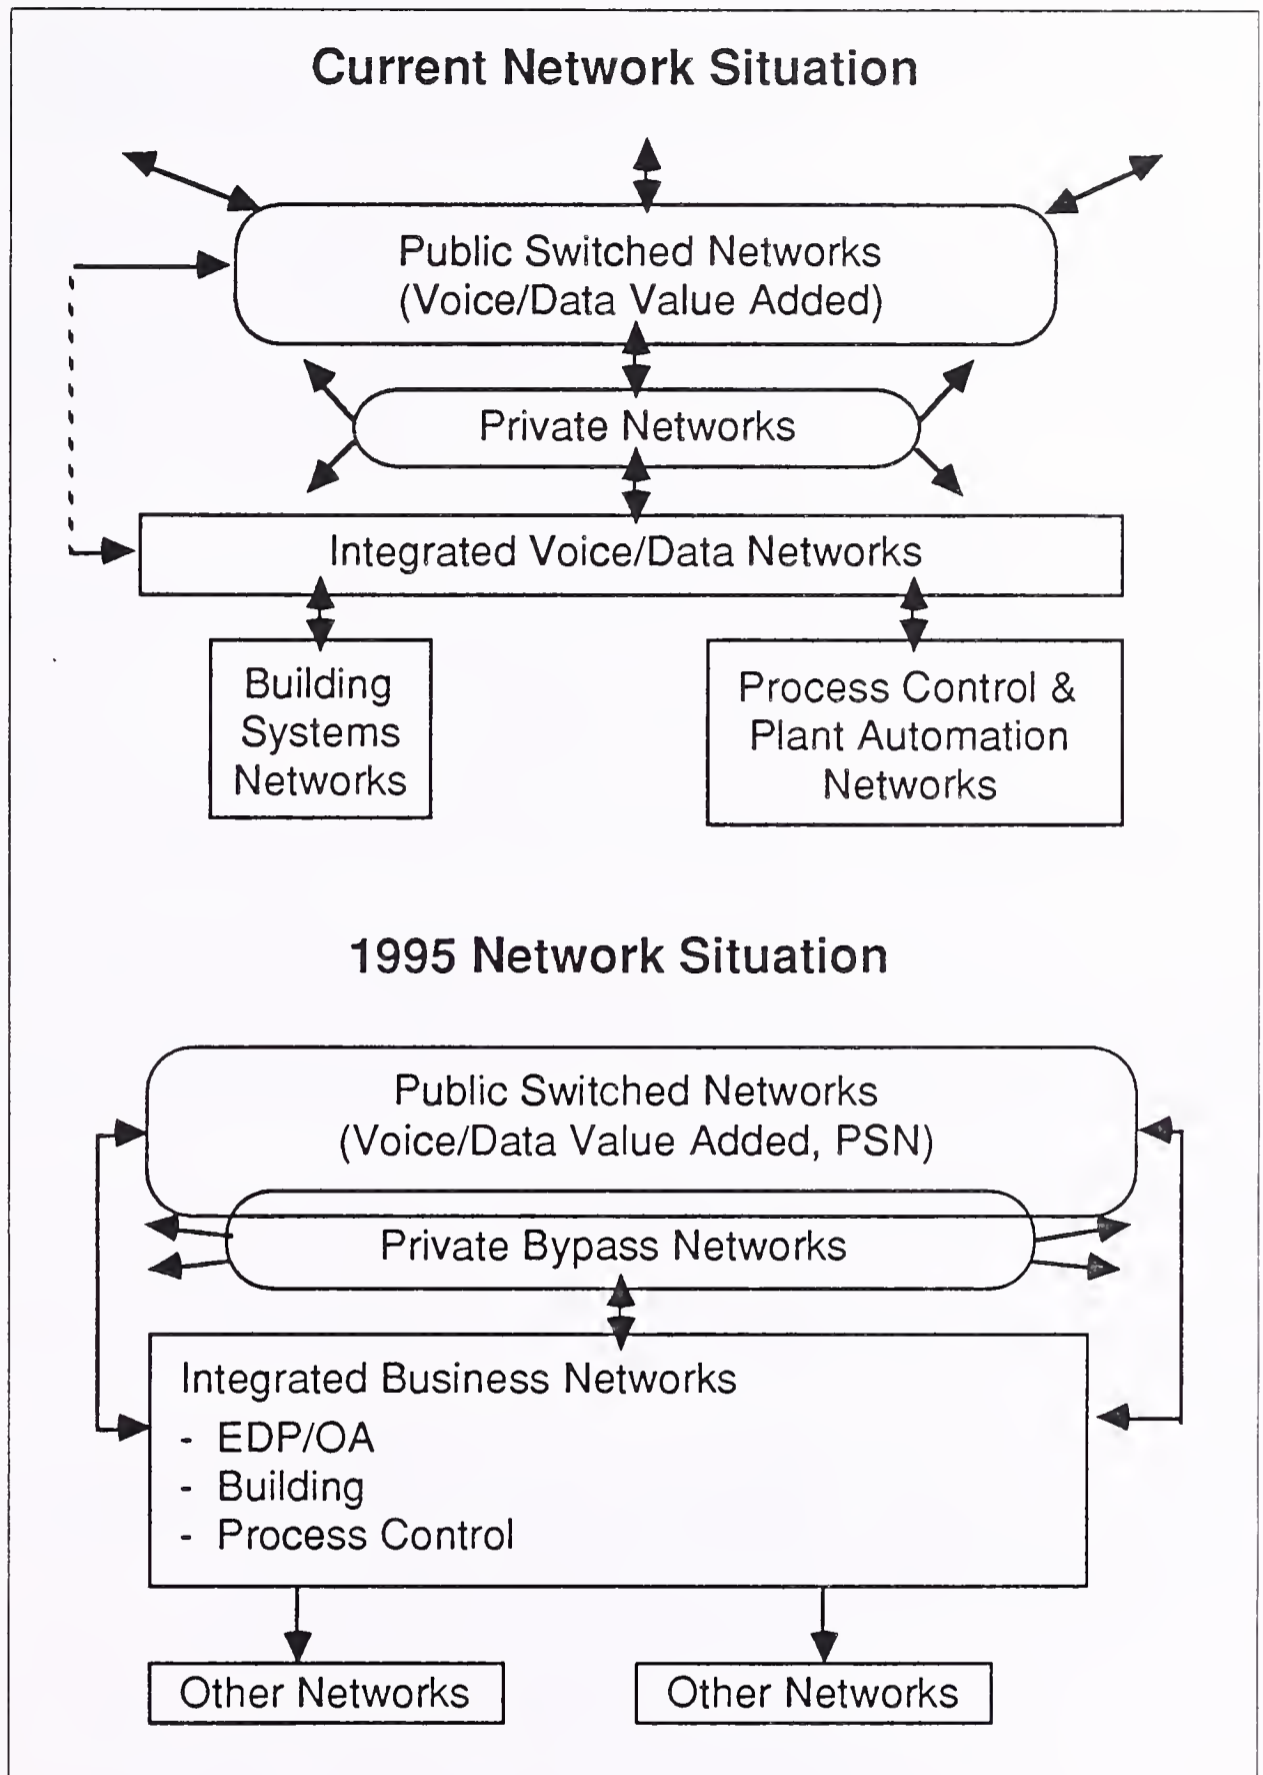 Current Network Situation
Public Switched Networks
(Voice/Data Value Added)
Private Networks
Integrated Voice/Data Networks
Building
Systems
Networks
Process Control &
Plant Automation
Networks
1995 Network Situation
Public Switched Networks
(Voice/Data Value Added, PSN)
Private Bypass Networks
Integrated Business Networks
- EDP/OA
- Building
- Process Control
Other Networks
Other Networks